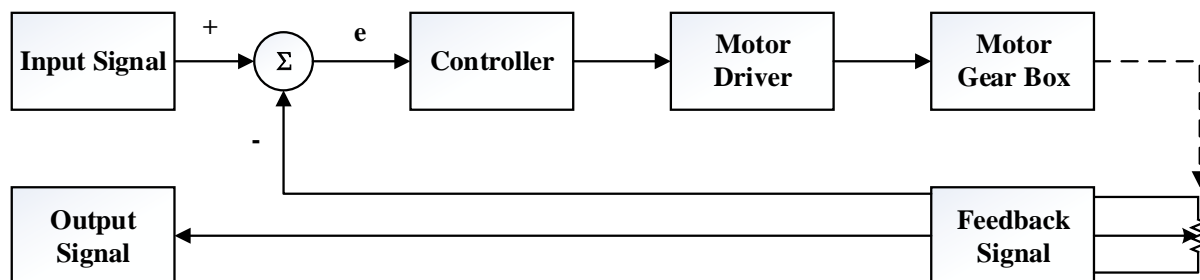 +
e
Input Signal
Σ
Controller
Motor
Driver
Motor
Gear Box
-
Output
Signal
Feedback
Signal